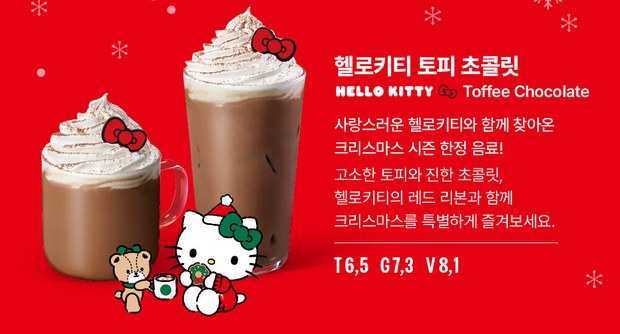 헬로키티 토피 초콜릿
HELLO KITTY Toffee Chocolate
사랑스러운 헬로키티와 함께 찾아온
크리스마스 시즌 한정 음료!
고소한 토피와 진한 초콜릿,
헬로키티의 레드 리본과 함께
크리스마스를 특별하게 즐겨보세요.
T 6,5 G 7,3 V 8,1